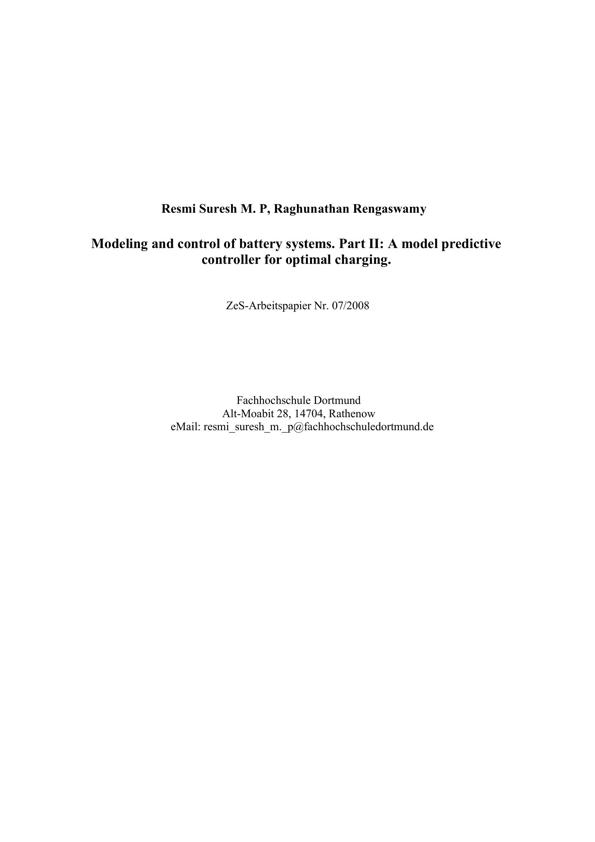 Resmi Suresh M. P, Raghunathan Rengaswamy
Modeling and control of battery systems. Part II: A model predictive
controller for optimal charging.
ZeS-Arbeitspapier Nr. 07/2008
Fachhochschule Dortmund
Alt-Moabit 28, 14704, Rathenow
eMail: resmi_suresh_m._p@fachhochschuledortmund.de